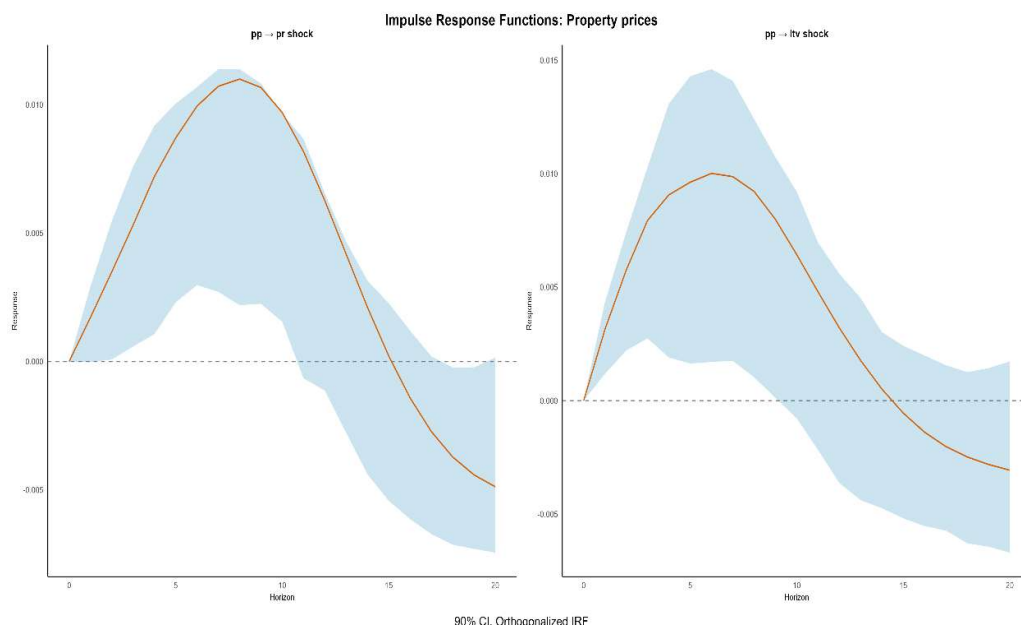 Impulse Response Functions: Property prices
pp → pr shock
pp → ltv shock
Response
0.010
0.005
0.000
-0.005
0
5
10
15
20
Horizon
Response
0.015
0.010
0.005
0.000
-0.005
0
5
10
15
20
Horizon
90% CI, Orthogonalized IRF